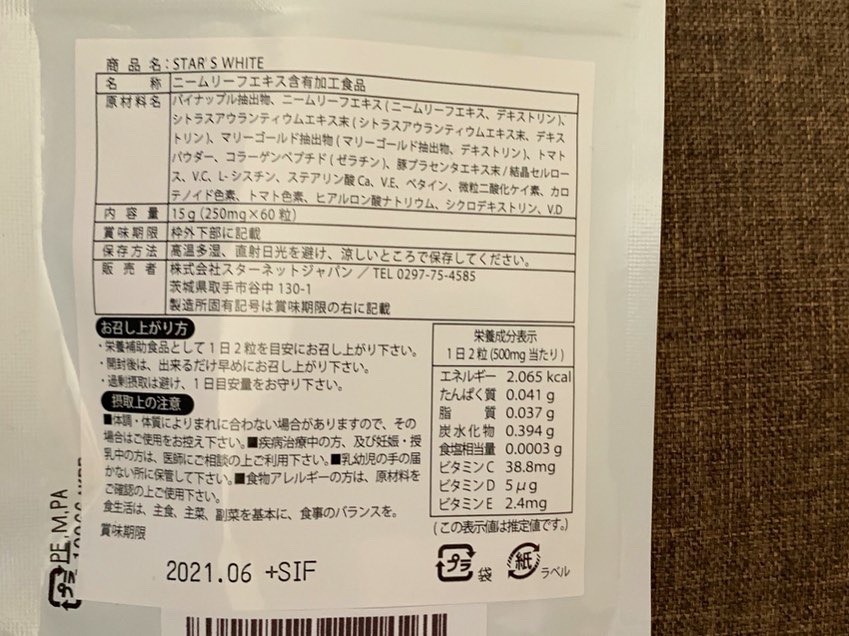 商品名:STAR'S WHITE
名称 ニームリーフエキス含有加工食品
原材料名 パイナップル抽出物、ニームリーフエキス(ニームリーフエキス、デキストリン)、
シトラスアウランティウムエキス末(シトラスアウランティウムエキス末、デキス
トリン)、マリーゴールド抽出物(マリーゴールド抽出物、デキストリン)、トマト
パウダー、コラーゲンペプチド(ゼラチン)、豚プラセンタエキス末/結晶セルロー
ス、V.C、L-シスチン、ステアリン酸Ca、V.E、ベタイン、微粒二酸化ケイ素、カロ
テノイド色素、トマト色素、ヒアルロン酸ナトリウム、シクロデキストリン、V.D
内容量 15g(250mg×60粒)
賞味期限 枠外下部に記載
保存方法 高温多湿、直射日光を避け、涼しいところで保存してください。
販売者 株式会社スターネットジャパン/TEL 0297-75-4585
茨城県取手市谷中130-1
製造所固有記号は賞味期限の右に記載
お召し上がり方
・栄養補助食品として1日2粒を目安にお召し上がり下さい。
・開封後は、出来るだけ早めにお召し上がり下さい。
・過剰摂取は避け、1日目安量をお守り下さい。
摂取上の注意
■体調・体質によりまれに合わない場合がありますので、その
場合はご使用をお控え下さい。■疾病治療中の方、及び妊娠・授
乳中の方は、医師にご相談の上ご利用下さい。■乳幼児の手の届
かない所に保管して下さい。■食物アレルギーの方は、原材料を
ご確認の上ご使用下さい。
食生活は、主食、主菜、副菜を基本に、食事のバランスを。
賞味期限
2021.06 +SIF
栄養成分表示
1日2粒(500mg当たり)
エネルギー 2.065 kcal
たんぱく質 0.041 g
脂質 0.037 g
炭水化物 0.394 g
食塩相当量 0.0003 g
ビタミンC 38.8mg
ビタミンD 5μg
ビタミンE 2.4mg
(この表示値は推定値です。)
プラ 袋
紙 ラベル
プラ PE,M,PA